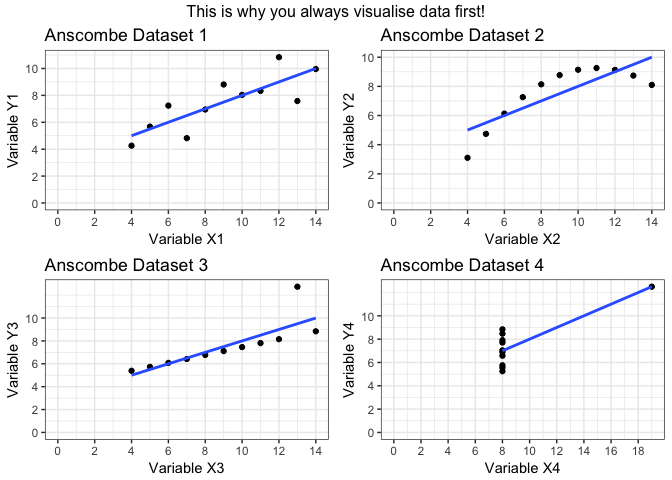 This is why you always visualise data first!
Anscombe Dataset 1
Variable Y1
10
8
6
4
2
0
0 2 4 6 8 10 12 14
Variable X1
Anscombe Dataset 2
Variable Y2
10
8
6
4
2
0
0 2 4 6 8 10 12 14
Variable X2
Anscombe Dataset 3
Variable Y3
10
8
6
4
2
0
0 2 4 6 8 10 12 14
Variable X3
Anscombe Dataset 4
Variable Y4
10
8
6
4
2
0
0 2 4 6 8 10 12 14 16 18
Variable X4